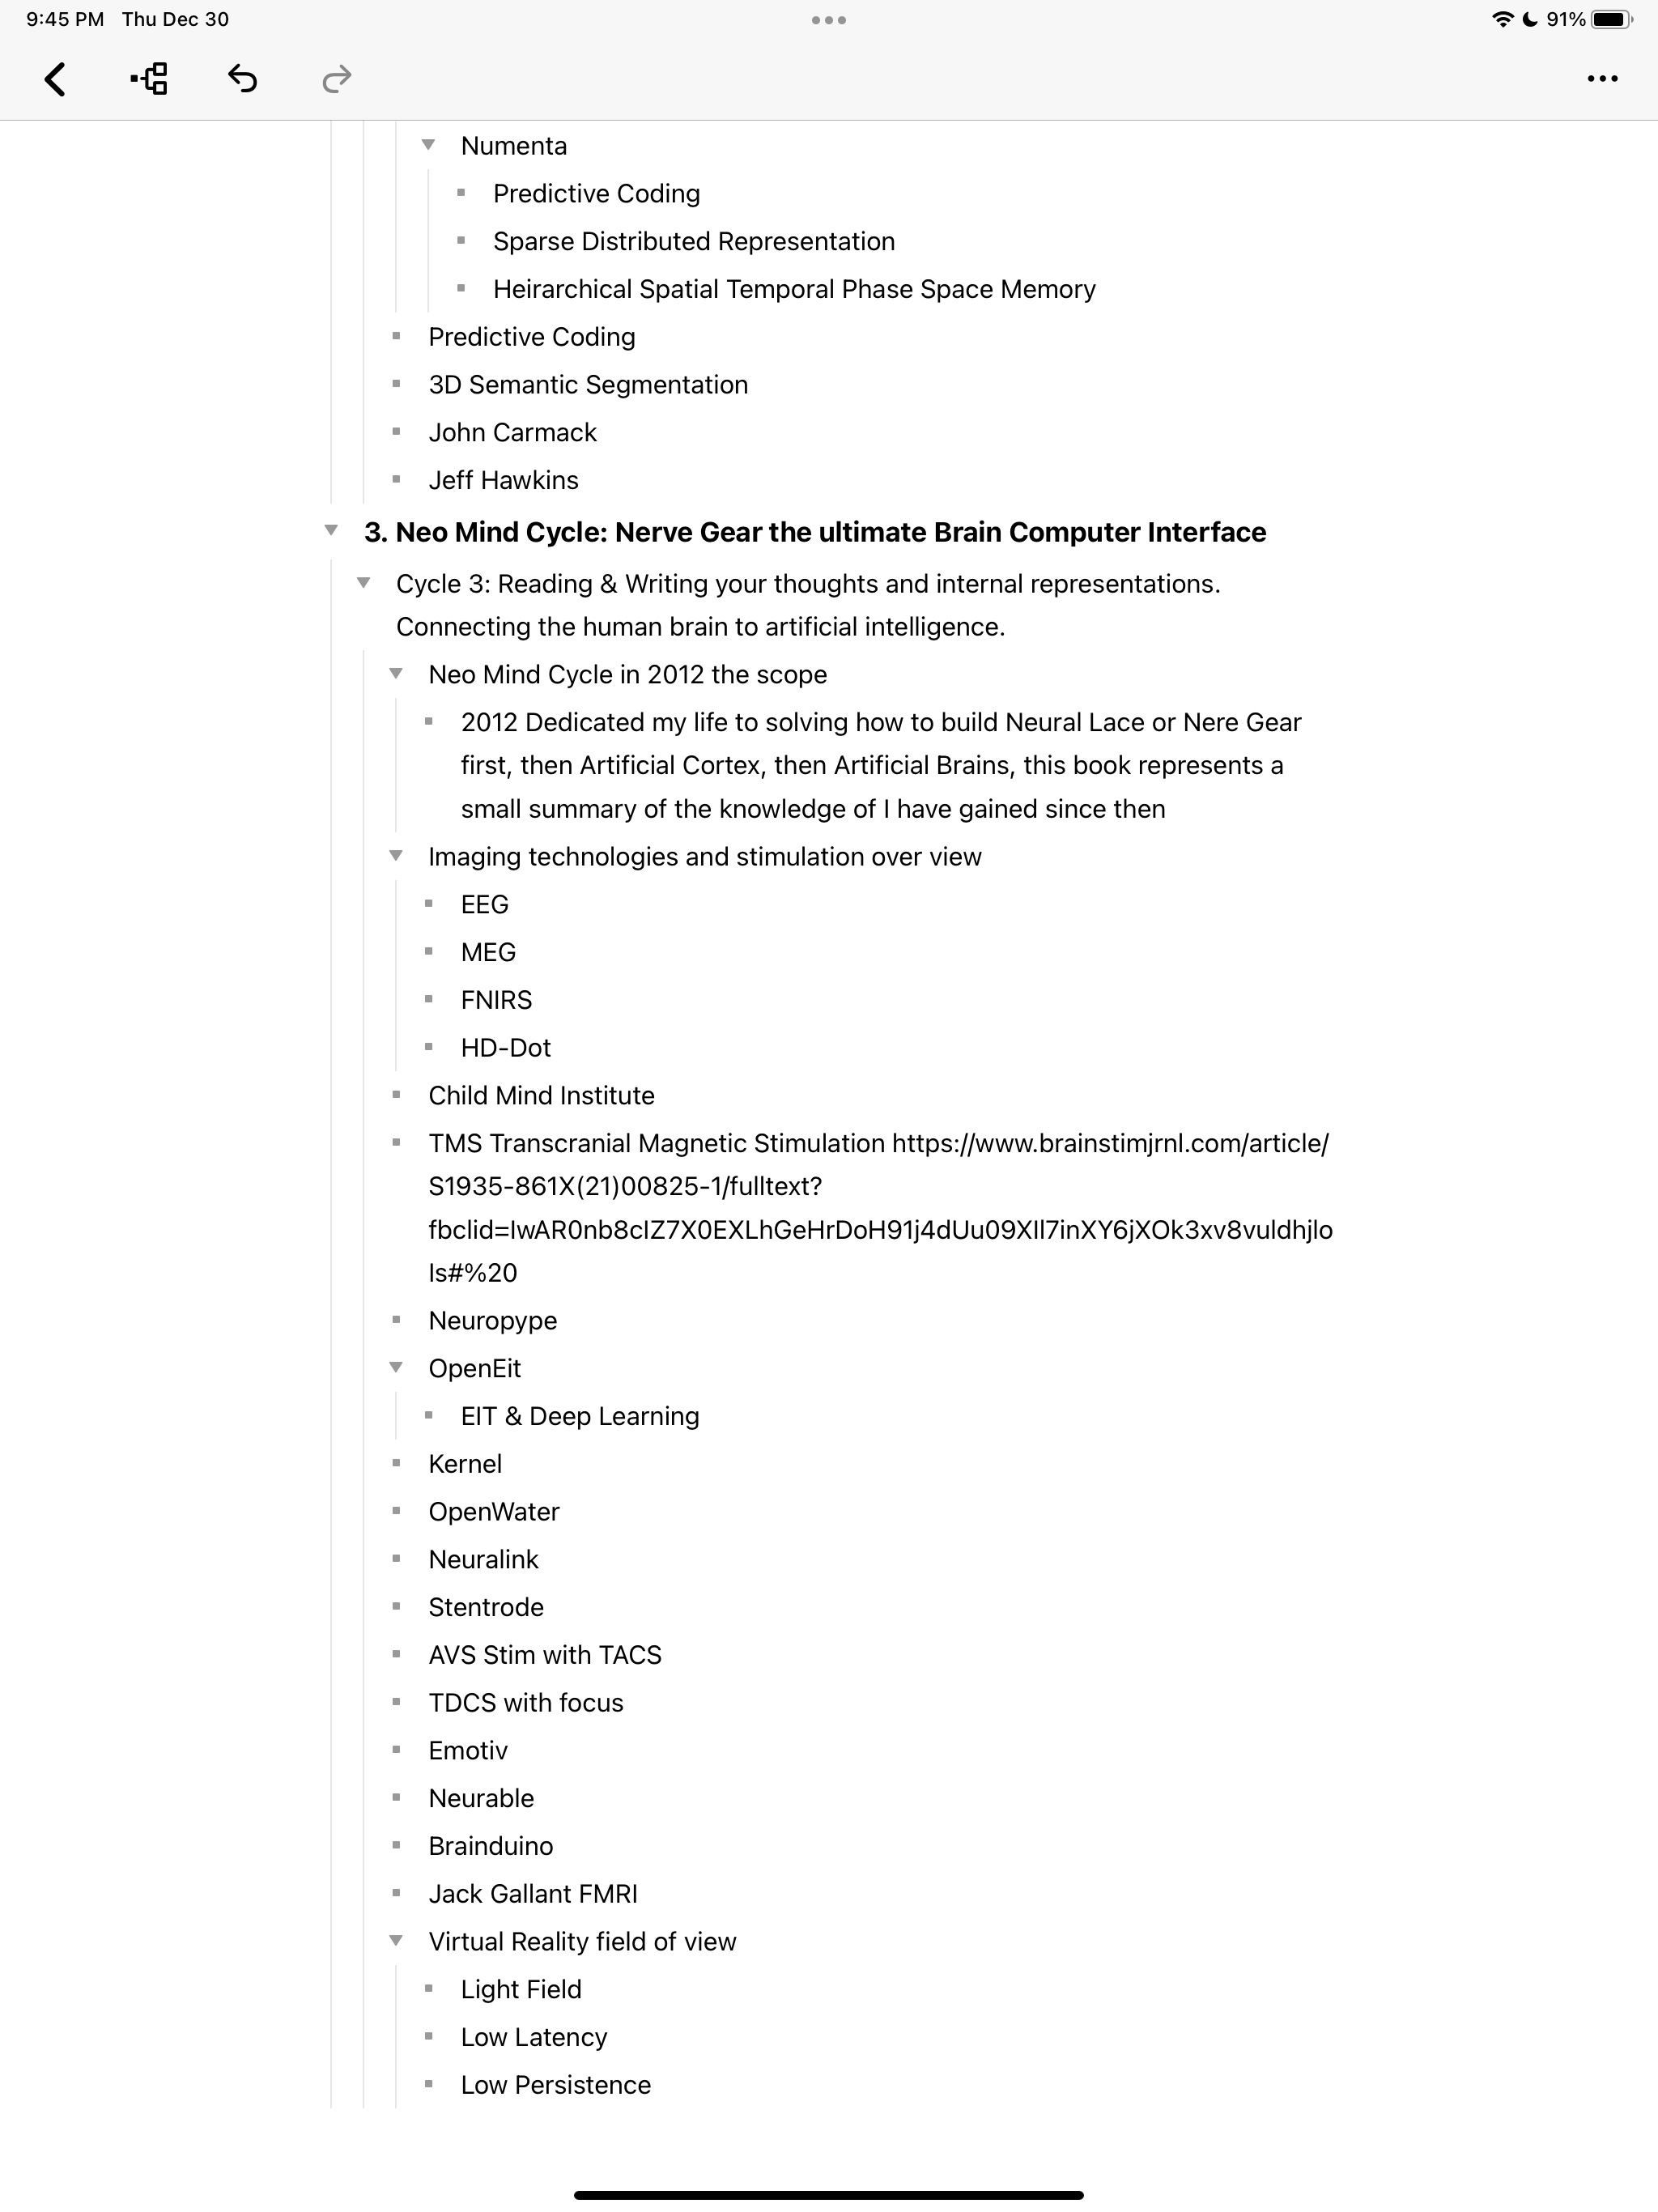 9:45 PM Thu Dec 30
91%
Numenta
Predictive Coding
Sparse Distributed Representation
Heirarchical Spatial Temporal Phase Space Memory
Predictive Coding
3D Semantic Segmentation
John Carmack
Jeff Hawkins
3. Neo Mind Cycle: Nerve Gear the ultimate Brain Computer Interface
Cycle 3: Reading & Writing your thoughts and internal representations.
Connecting the human brain to artificial intelligence.
Neo Mind Cycle in 2012 the scope
2012 Dedicated my life to solving how to build Neural Lace or Nere Gear
first, then Artificial Cortex, then Artificial Brains, this book represents a
small summary of the knowledge of I have gained since then
Imaging technologies and stimulation over view
EEG
MEG
FNIRS
HD-Dot
Child Mind Institute
TMS Transcranial Magnetic Stimulation https://www.brainstimjrnl.com/article/
S1935-861X(21)00825-1/fulltext?
fbclid=IwAR0nb8cIZ7X0EXLhGeHrDoH91j4dUu09XIl7inXY6jXOk3xv8vuldhjlo
Is#%20
Neuropype
OpenEit
EIT & Deep Learning
Kernel
OpenWater
Neuralink
Stentrode
AVS Stim with TACS
TDCS with focus
Emotiv
Neurable
Brainduino
Jack Gallant FMRI
Virtual Reality field of view
Light Field
Low Latency
Low Persistence